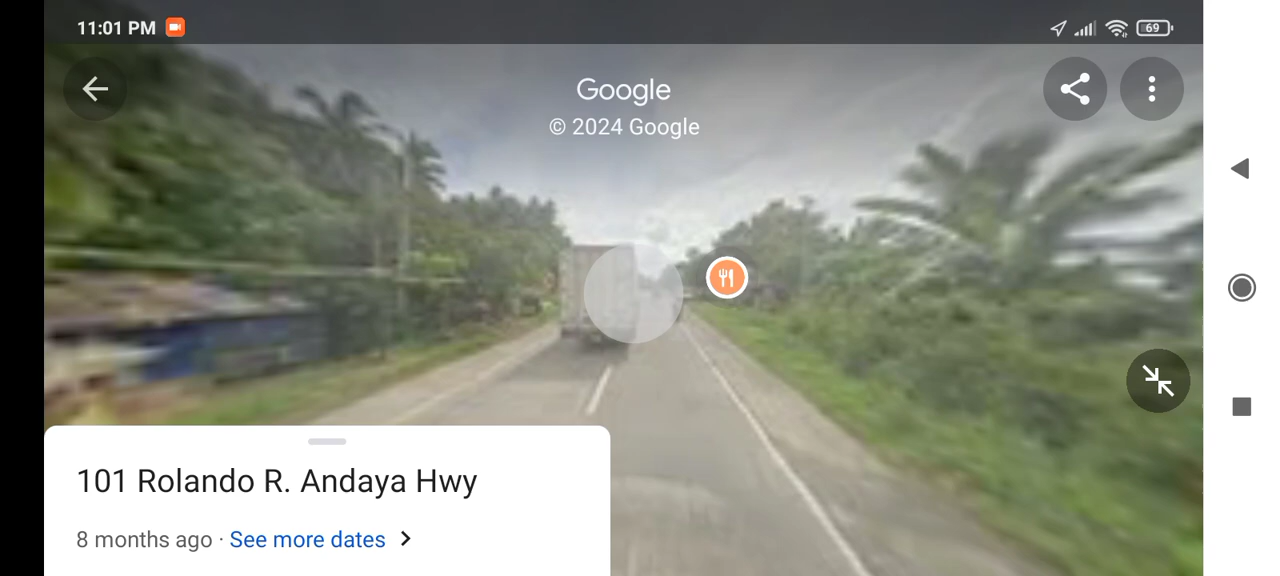 11:01 PM
69
Google
© 2024 Google
101 Rolando R. Andaya Hwy
8 months ago · See more dates